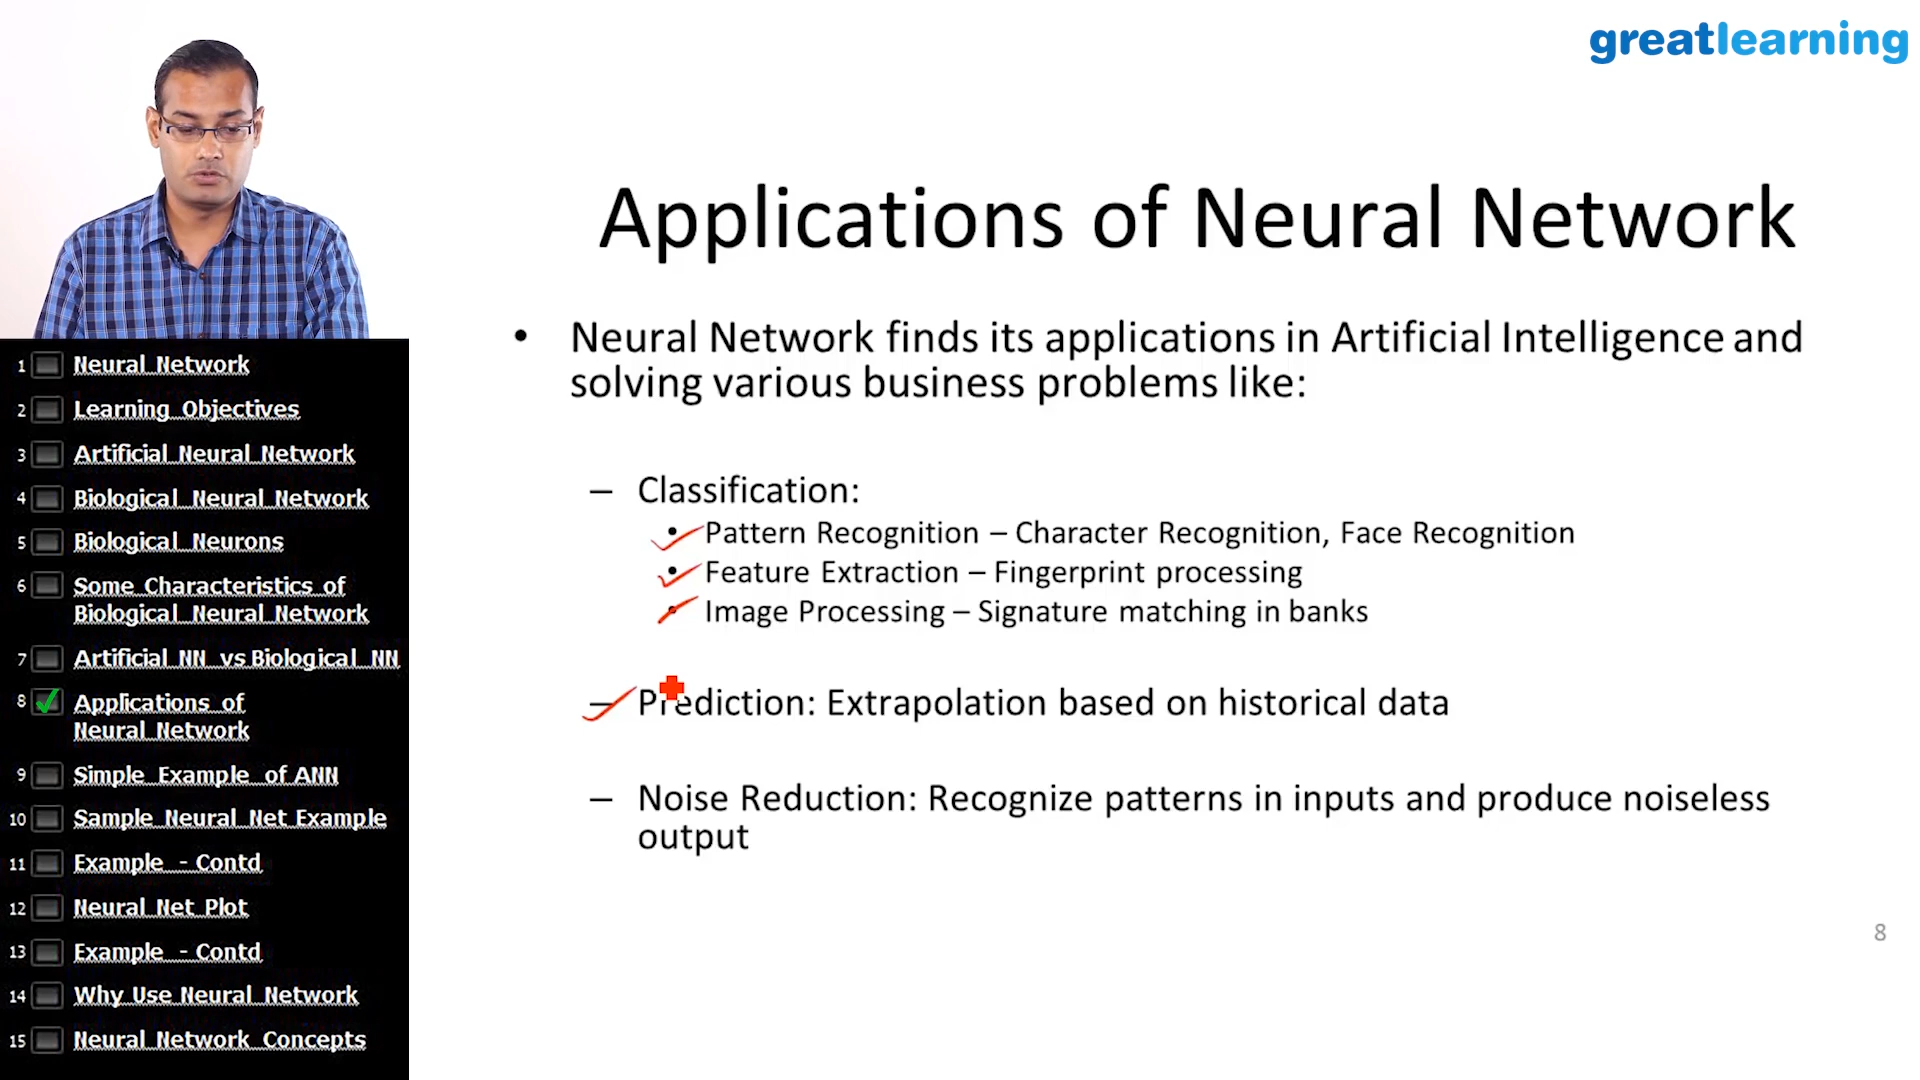 greatlearning
Applications of Neural Network
• Neural Network finds its applications in Artificial Intelligence and
solving various business problems like:
– Classification:
• Pattern Recognition – Character Recognition, Face Recognition
• Feature Extraction – Fingerprint processing
• Image Processing – Signature matching in banks
– Prediction: Extrapolation based on historical data
– Noise Reduction: Recognize patterns in inputs and produce noiseless
output
8
1 Neural Network
2 Learning Objectives
3 Artificial Neural Network
4 Biological Neural Network
5 Biological Neurons
6 Some Characteristics of
Biological Neural Network
7 Artificial NN vs Biological NN
8 Applications of
Neural Network
9 Simple Example of ANN
10 Sample Neural Net Example
11 Example - Contd
12 Neural Net Plot
13 Example - Contd
14 Why Use Neural Network
15 Neural Network Concepts